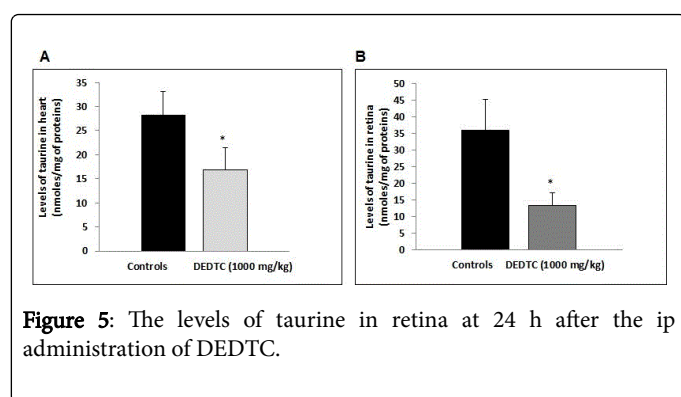 A
Levels of taurine in heart
(nmoles/mg of proteins)
35
30
25
20
15
10
5
0
*
Controls DEDTC (1000 mg/kg)
B
Levels of taurine in retina
(nmoles/mg of proteins)
50
45
40
35
30
25
20
15
10
5
0
*
Controls DEDTC (1000 mg/kg)
Figure 5: The levels of taurine in retina at 24 h after the ip
administration of DEDTC.